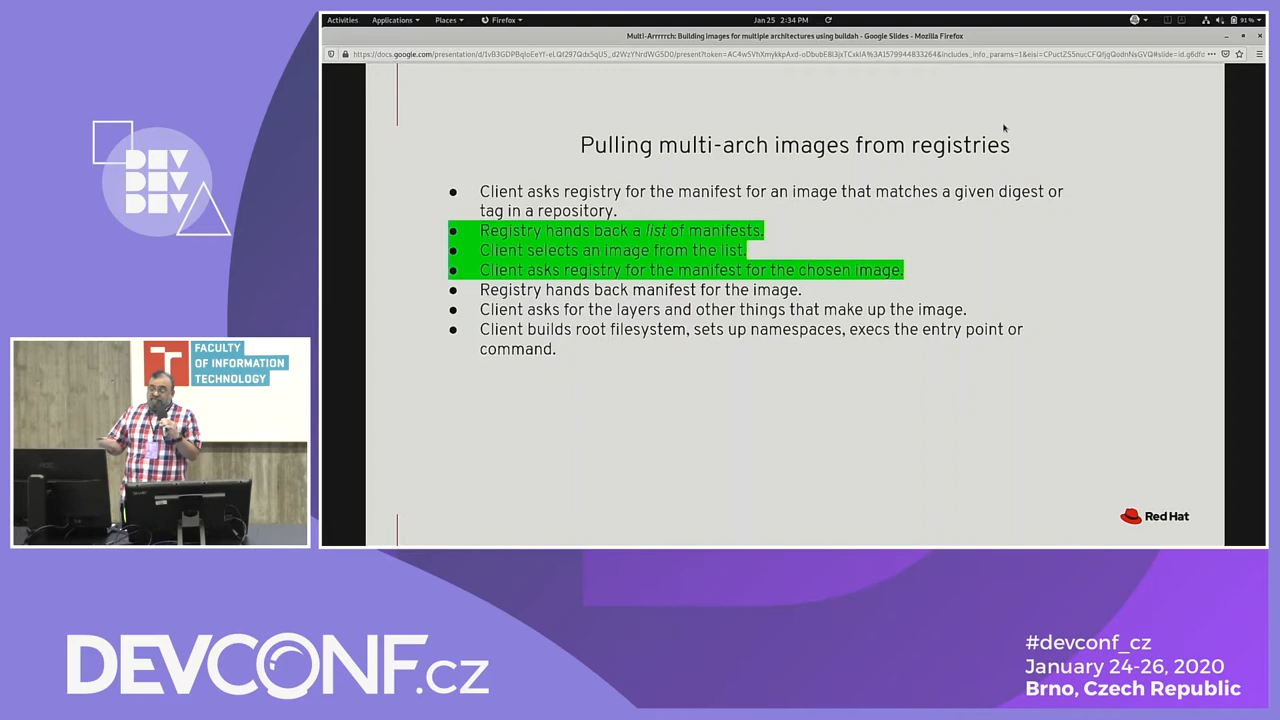 Activities
Applications
Places
Firefox
Jan 25 2:34 PM
91 %
Multi-Arrrrrch: Building images for multiple architectures using buildah - Google Slides - Mozilla Firefox
Pulling multi-arch images from registries
● Client asks registry for the manifest for an image that matches a given digest or
tag in a repository.
● Registry hands back a list of manifests.
● Client selects an image from the list.
● Client asks registry for the manifest for the chosen image.
● Registry hands back manifest for the image.
● Client asks for the layers and other things that make up the image.
● Client builds root filesystem, sets up namespaces, execs the entry point or
command.
Red Hat
DEV
DEV
DEV
FACULTY
OF INFORMATION
TECHNOLOGY
DEVCONF.cz
#devconf_cz
January 24-26, 2020
Brno, Czech Republic